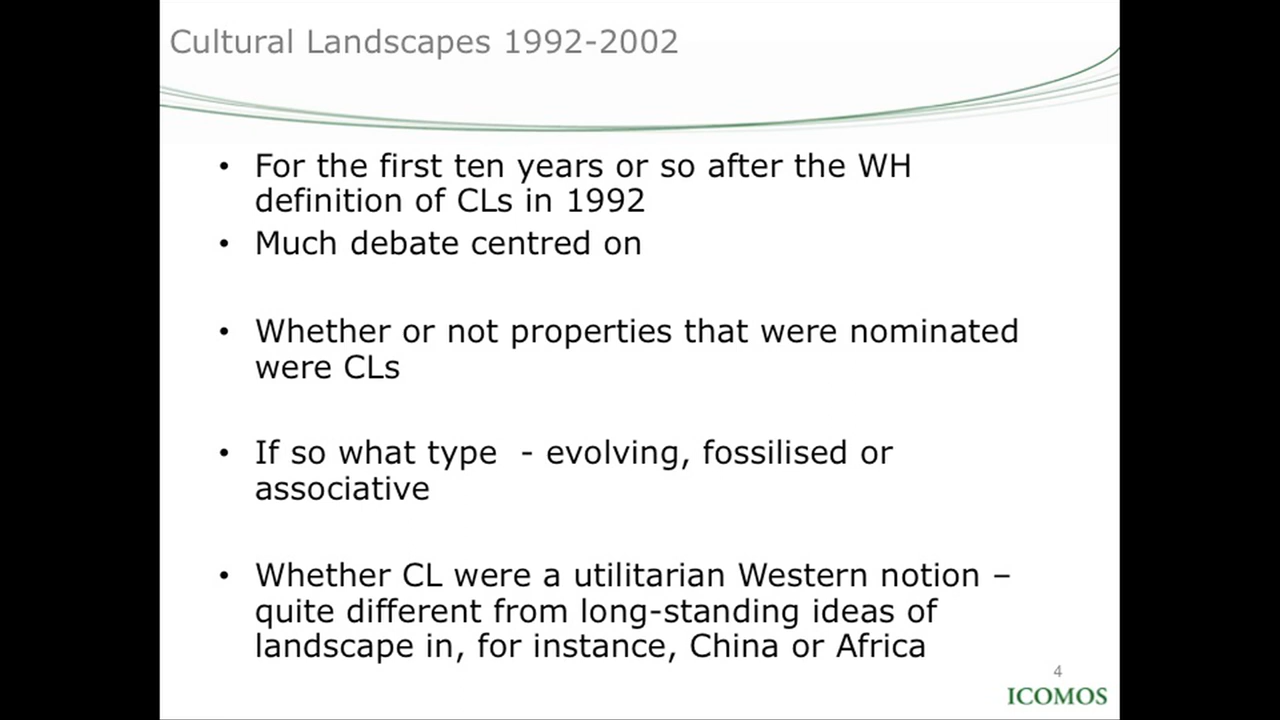 Cultural Landscapes 1992-2002
• For the first ten years or so after the WH
definition of CLs in 1992
• Much debate centred on
• Whether or not properties that were nominated
were CLs
• If so what type  - evolving, fossilised or
associative
• Whether CL were a utilitarian Western notion –
quite different from long-standing ideas of
landscape in, for instance, China or Africa
4
ICOMOS